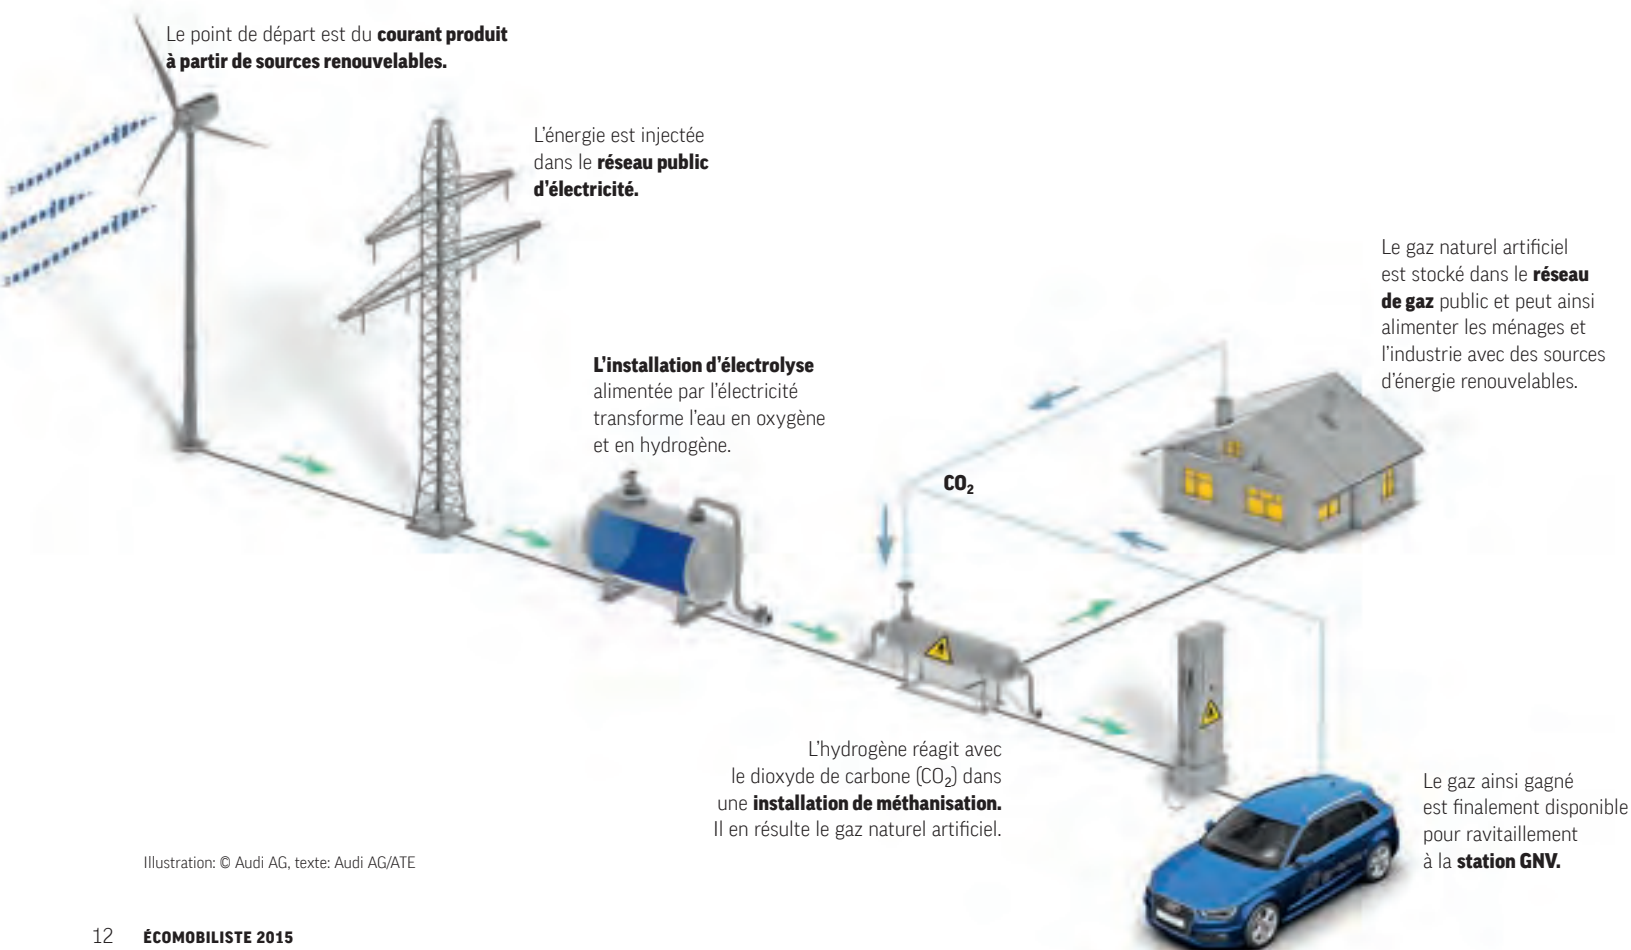 Le point de départ est du courant produit
à partir de sources renouvelables.
L'énergie est injectée
dans le réseau public
d'électricité.
Le gaz naturel artificiel
est stocké dans le réseau
de gaz public et peut ainsi
alimenter les ménages et
l'industrie avec des sources
d'énergie renouvelables.
L'installation d'électrolyse
alimentée par l'électricité
transforme l'eau en oxygène
et en hydrogène.
CO₂
L'hydrogène réagit avec
le dioxyde de carbone (CO₂) dans
une installation de méthanisation.
Il en résulte le gaz naturel artificiel.
Le gaz ainsi gagné
est finalement disponible
pour ravitaillement
à la station GNV.
Illustration: © Audi AG, texte: Audi AG/ATE
12 ÉCOMOBILISTE 2015